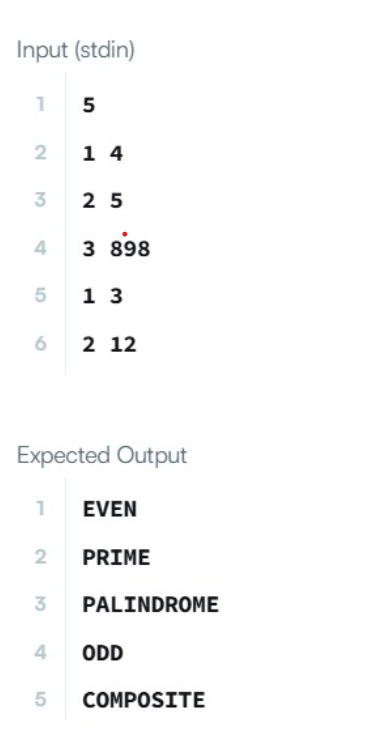 Input (stdin)
1 5
2 1 4
3 2 5
4 3 898
5 1 3
6 2 12
Expected Output
1 EVEN
2 PRIME
3 PALINDROME
4 ODD
5 COMPOSITE